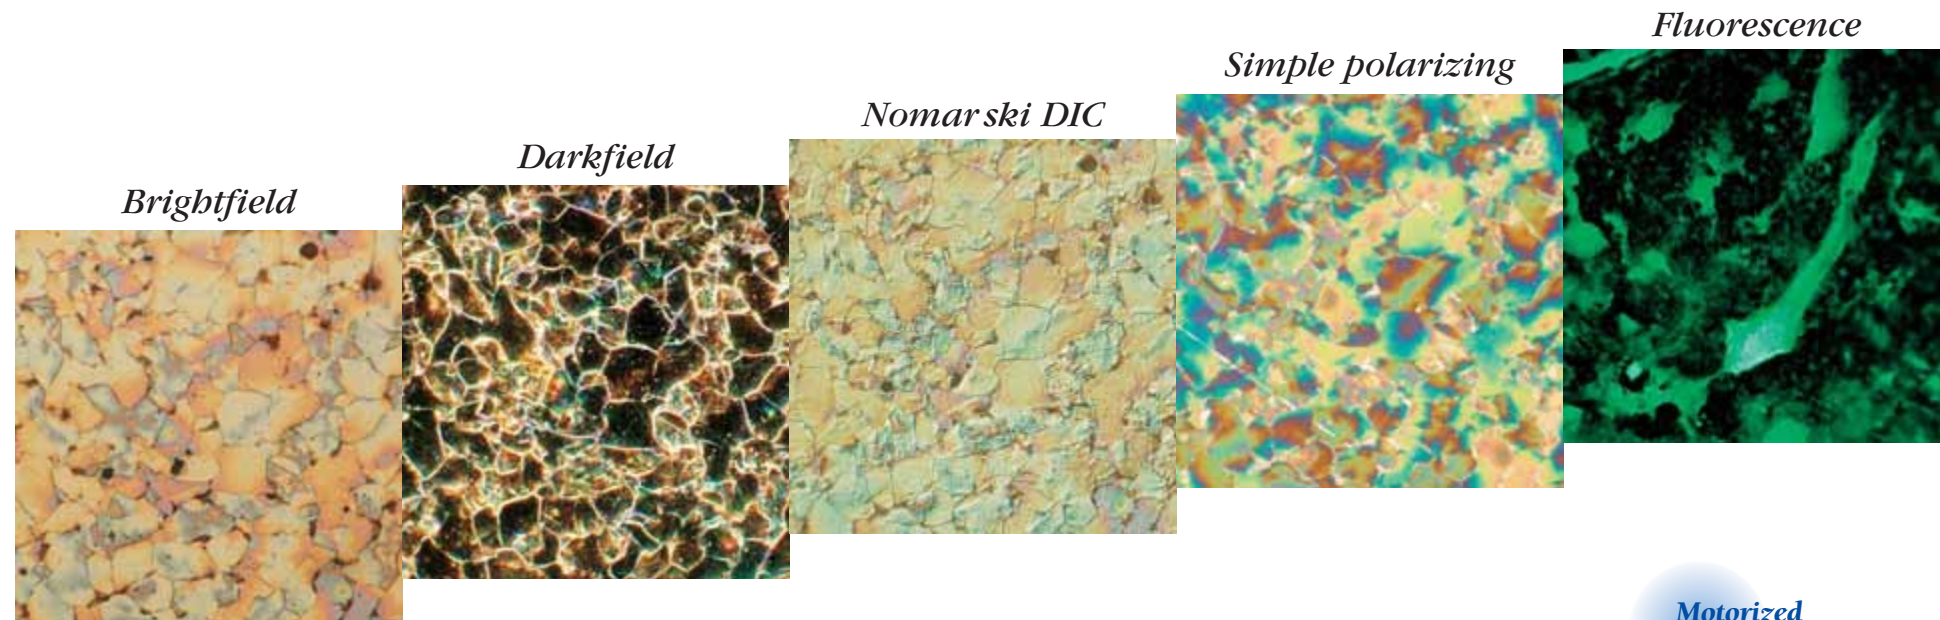 Brightfield
Darkfield
Nomarski DIC
Simple polarizing
Fluorescence
Motorized